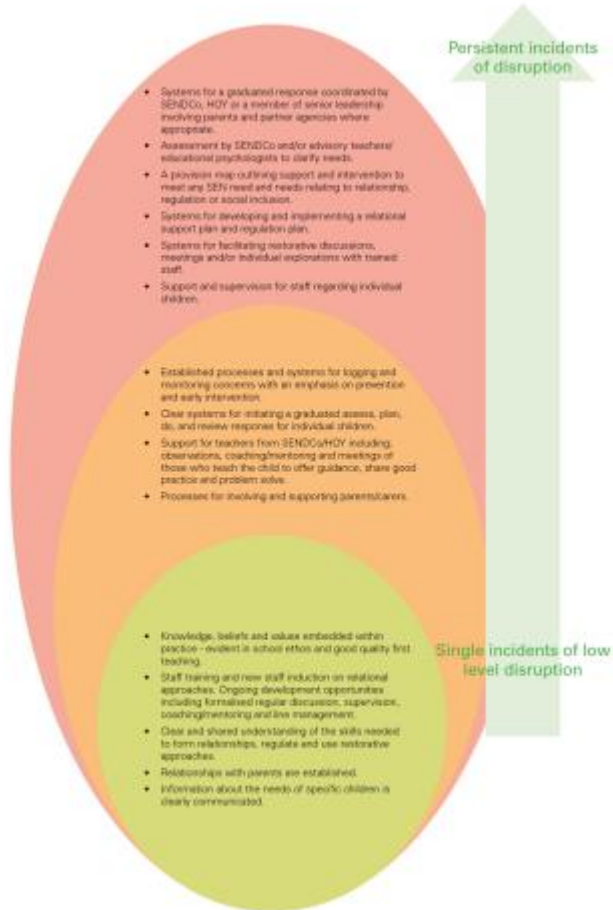 Persistent incidents
of disruption
Systems for a graduated response coordinated by
SENDCo, HOY or a member of senior leadership
involving parents and partner agencies where
appropriate.
Assessment by SENDCo and/or advisory teachers/
educational psychologists to clarify needs.
A provision map outlining support and intervention to
meet any SEN need and needs relating to relationship,
regulation or social inclusion.
Systems for developing and implementing a relational
support plan and regulation plan.
Systems for facilitating restorative discussions,
meetings and/or individual explorations with trained
staff.
Support and supervision for staff regarding individual
children.
Established processes and systems for logging and
monitoring concerns with an emphasis on prevention
and early intervention.
Clear systems for initiating a graduated assess, plan,
do, and review response for individual children.
Support for teachers from SENDCo/HOY including,
observations, coaching/mentoring and meetings of
those who teach the child to offer guidance, share good
practice and problem solve.
Processes for involving and supporting parents/carers.
Knowledge, beliefs and values embedded within
practice - evident in school ethos and good quality first
teaching.
Staff training and new staff induction on relational
approaches. Ongoing development opportunities
including formalised regular discussion, supervision,
coaching/mentoring and line management.
Clear and shared understanding of the skills needed
to form relationships, regulate and use restorative
approaches.
Relationships with parents are established.
Information about the needs of specific children is
clearly communicated.
Single incidents of low
level disruption